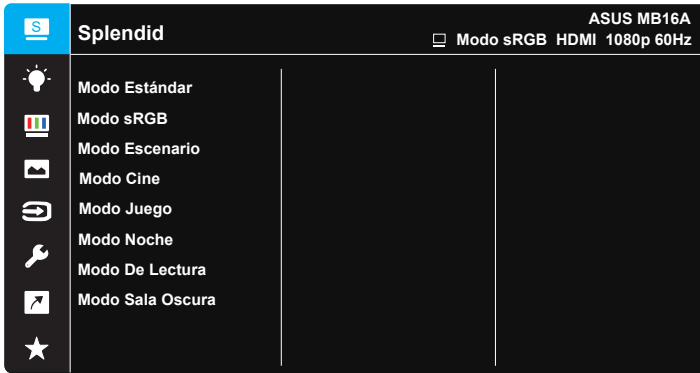 S
Splendid
ASUS MB16A
Modo sRGB HDMI 1080p 60Hz
Modo Estándar
Modo sRGB
Modo Escenario
Modo Cine
Modo Juego
Modo Noche
Modo De Lectura
Modo Sala Oscura